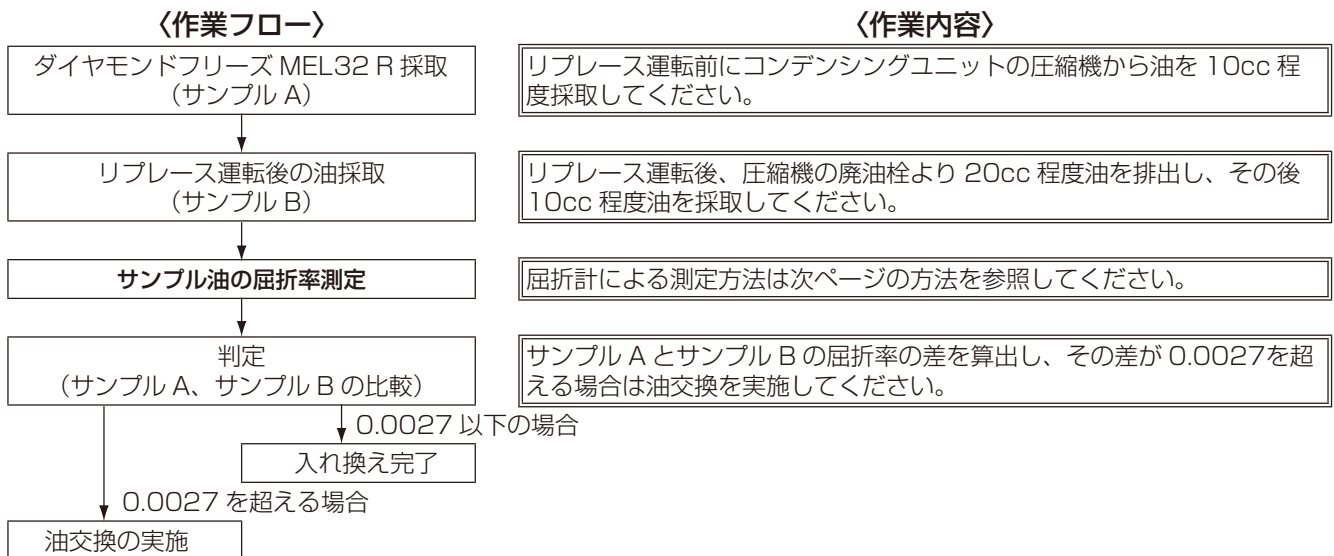 〈作業フロー〉
〈作業内容〉
ダイヤモンドフリーズ MEL32 R 採取
（サンプル A）
リプレース運転前にコンデンシングユニットの圧縮機から油を 10cc 程
度採取してください。
リプレース運転後の油採取
（サンプル B）
リプレース運転後、圧縮機の廃油栓より 20cc 程度油を排出し、その後
10cc 程度油を採取してください。
サンプル油の屈折率測定
屈折計による測定方法は次ページの方法を参照してください。
判定
（サンプル A、サンプル B の比較）
サンプル A とサンプル B の屈折率の差を算出し、その差が 0.0027を超
える場合は油交換を実施してください。
0.0027 以下の場合
入れ換え完了
0.0027 を超える場合
油交換の実施